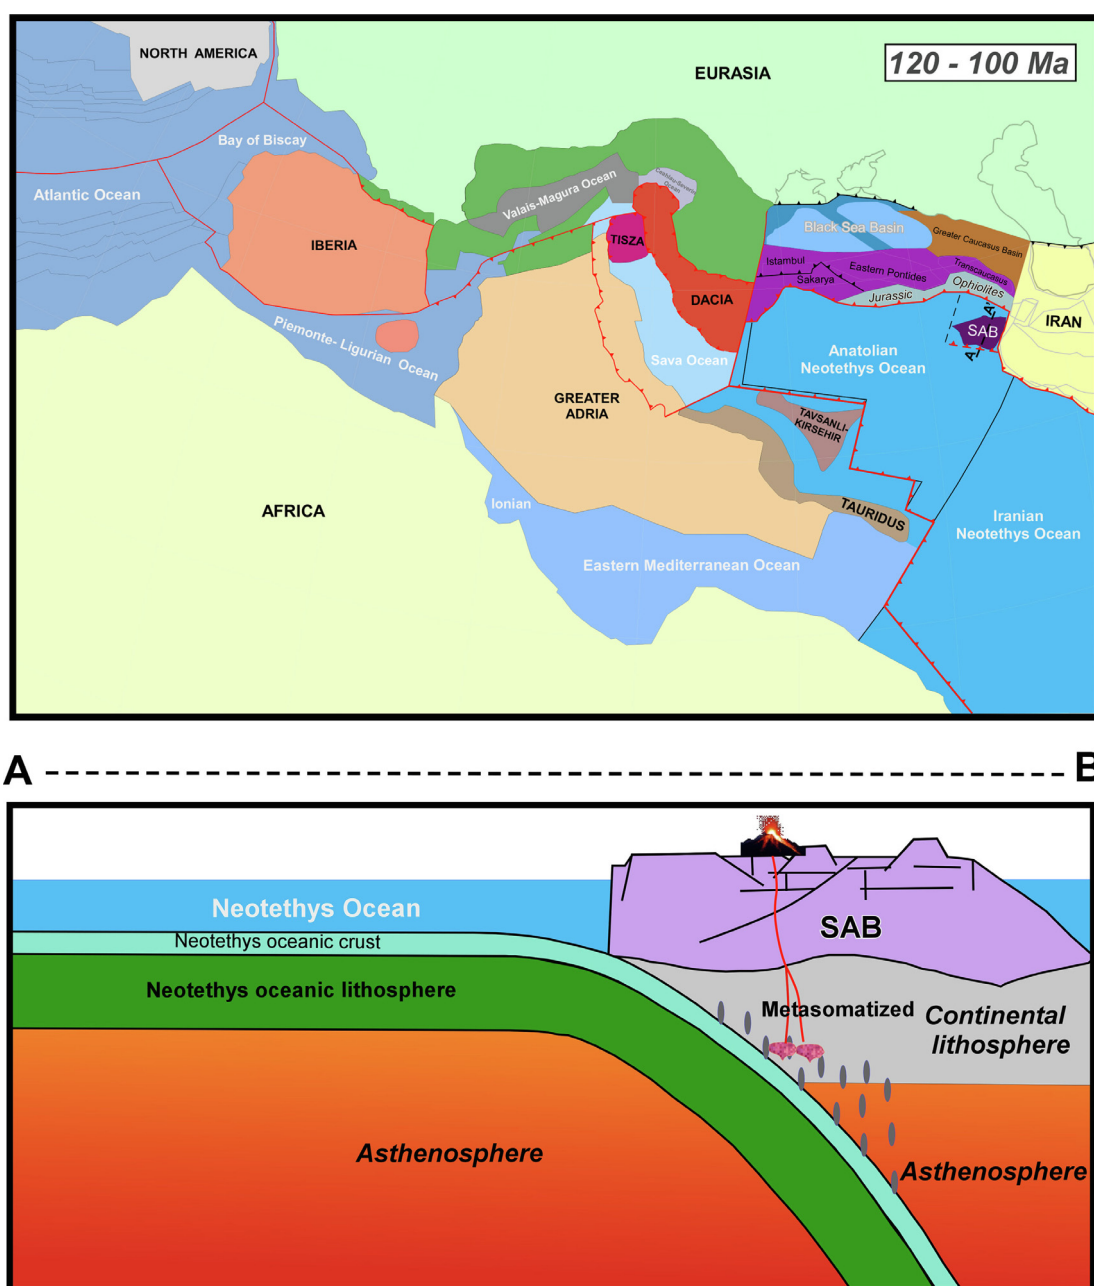 NORTH AMERICA
120 - 100 Ma
EURASIA
Bay of Biscay
Atlantic Ocean
Valais-Magura Ocean
Ceahlau-Severin
Ocean
IBERIA
TISZA
Black Sea Basin
Greater Caucasus Basin
Istambul
Eastern Pontides
Transcaucasus
Sakarya
Jurassic
Ophiolites
DACIA
A'
SAB
IRAN
A
Piemonte- Ligurian Ocean
Sava Ocean
Anatolian
Neotethys Ocean
GREATER
ADRIA
TAVSANLI-
KIRSEHIR
AFRICA
Ionian
TAURIDUS
Iranian
Neotethys Ocean
Eastern Mediterranean Ocean
A
B
Neotethys Ocean
SAB
Neotethys oceanic crust
Neotethys oceanic lithosphere
Metasomatized
Continental
lithosphere
Asthenosphere
Asthenosphere